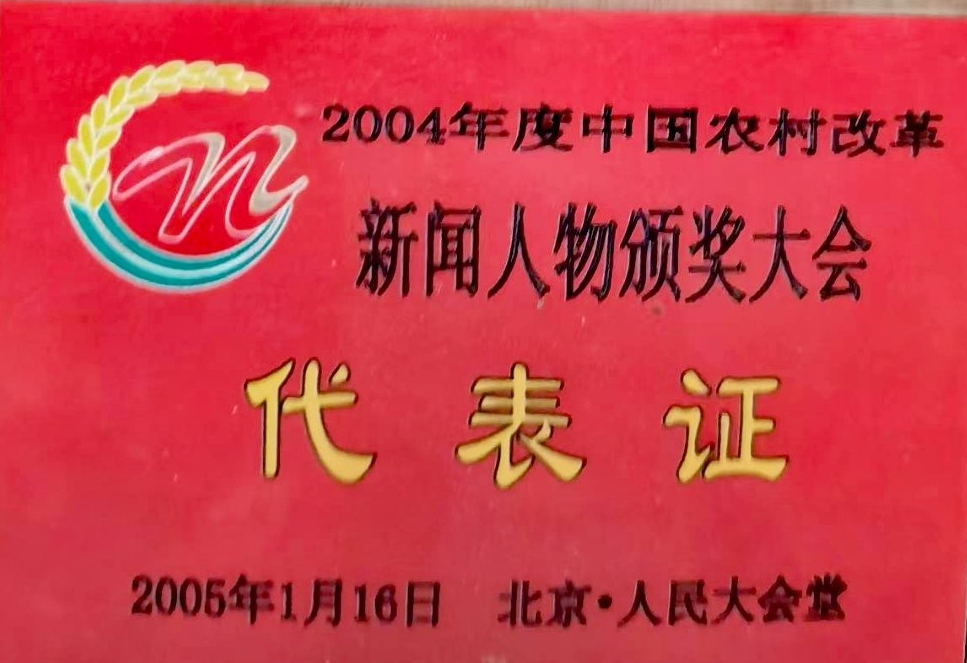 2004年度中国农村改革
新闻人物颁奖大会
代表证
2005年1月16日 北京·人民大会堂